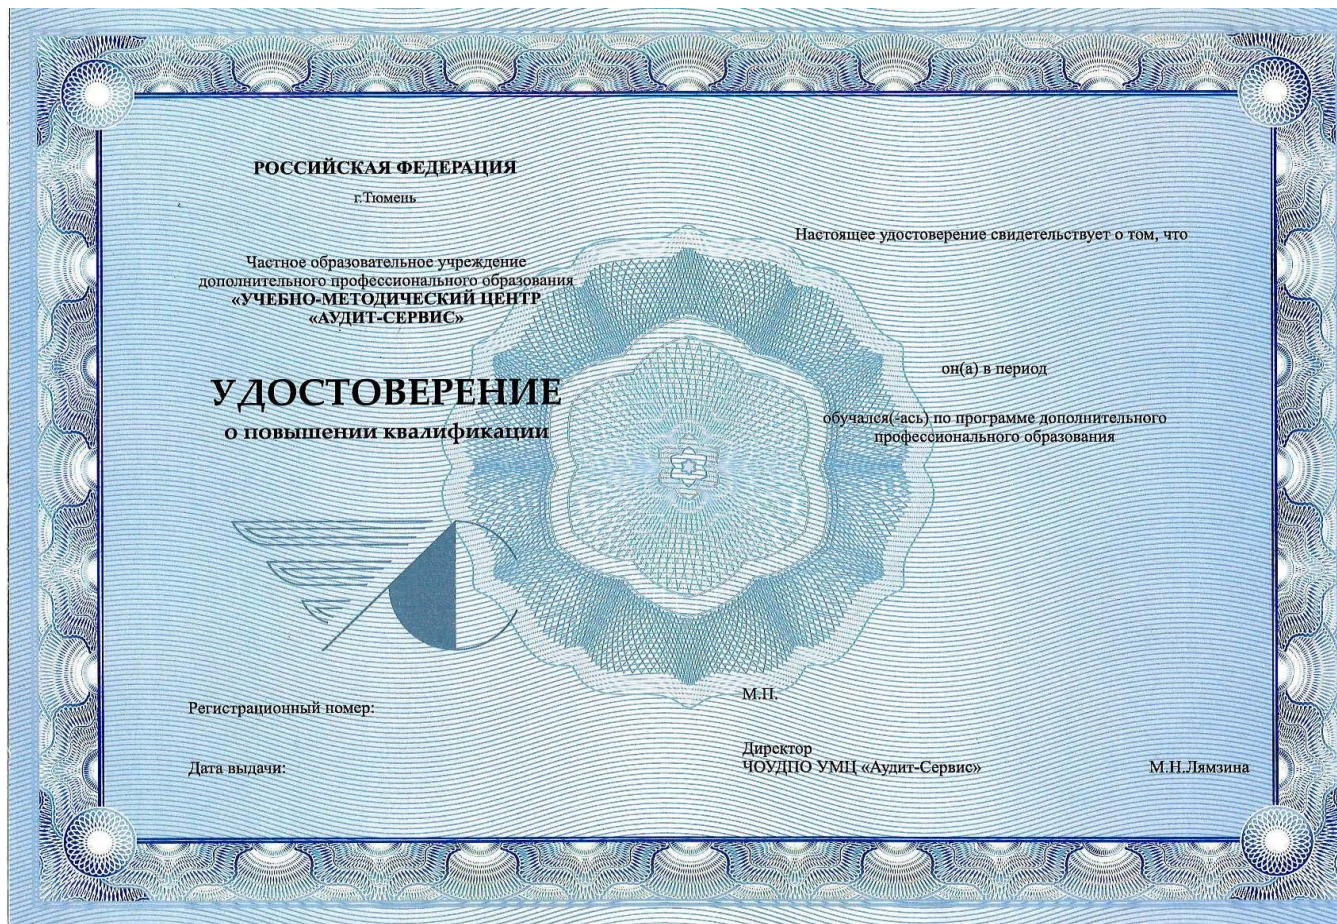 РОССИЙСКАЯ ФЕДЕРАЦИЯ
г.Тюмень
Частное образовательное учреждение
дополнительного профессионального образования
«УЧЕБНО-МЕТОДИЧЕСКИЙ ЦЕНТР
«АУДИТ-СЕРВИС»
УДОСТОВЕРЕНИЕ
о повышении квалификации
Регистрационный номер:
Дата выдачи:
Настоящее удостоверение свидетельствует о том, что
он(а) в период
обучался(-ась) по программе дополнительного
профессионального образования
М.П.
Директор
ЧОУДПО УМЦ «Аудит-Сервис» М.Н.Лямзина